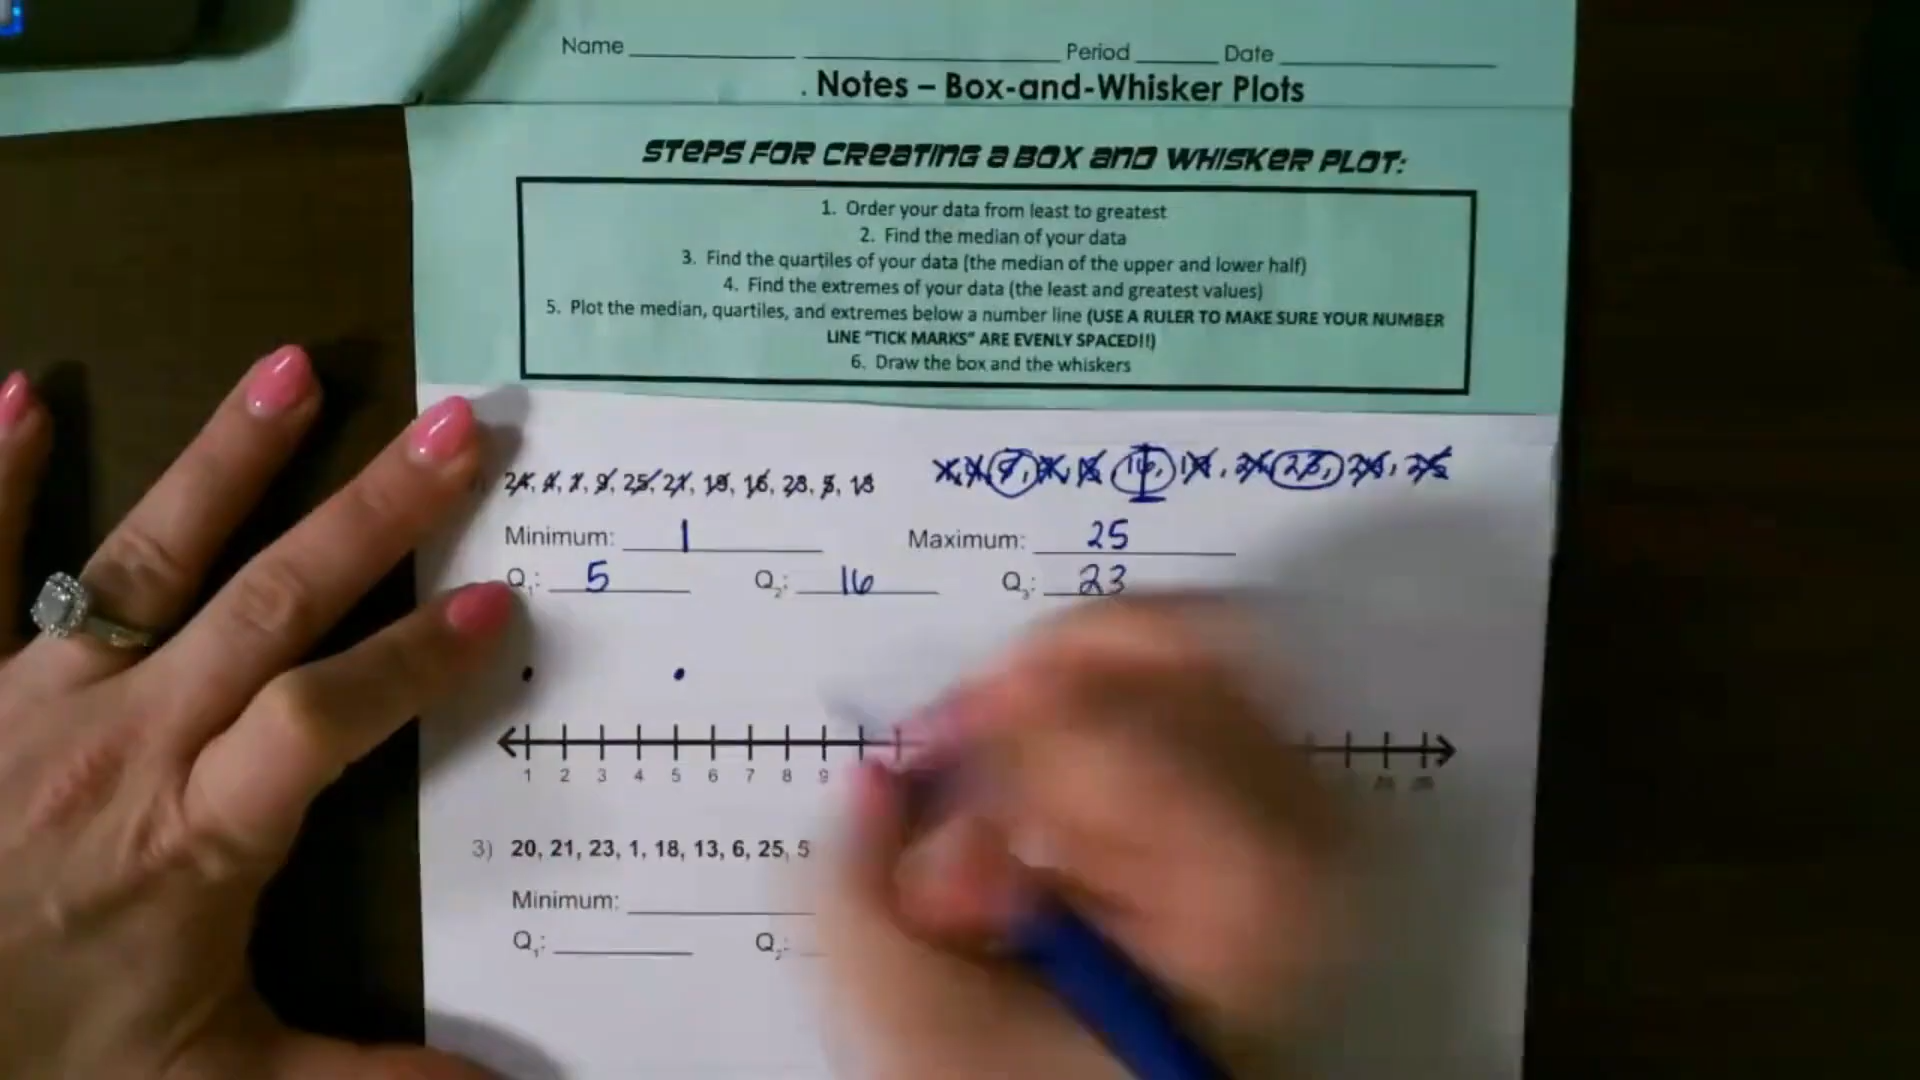 Name Period Date
. Notes – Box-and-Whisker Plots
STEPS FOR CREATING A BOX AND WHISKER PLOT:
1. Order your data from least to greatest
2. Find the median of your data
3. Find the quartiles of your data (the median of the upper and lower half)
4. Find the extremes of your data (the least and greatest values)
5. Plot the median, quartiles, and extremes below a number line (USE A RULER TO MAKE SURE YOUR NUMBER
LINE "TICK MARKS" ARE EVENLY SPACED!!)
6. Draw the box and the whiskers
16,
23,
Minimum: 1 Maximum: 25
Q1: 5 Q2: 16 Q3: 23
1 2 3 4 5 6 7 8 9
3) 20, 21, 23, 1, 18, 13, 6, 25, 5
Minimum:
Q1: Q2: